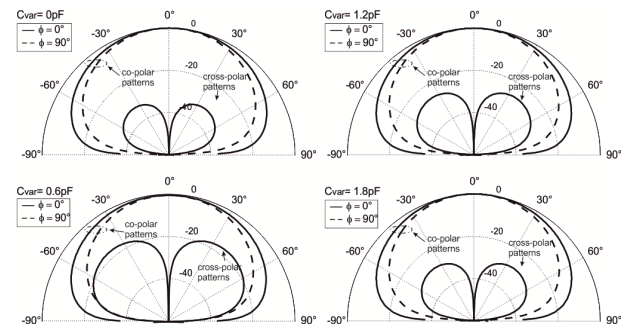 Cvar= 0pF
ϕ = 0°
ϕ = 90°
0°
0
-30°
30°
-60°
60°
-90°
90°
-20
-40
co-polar
patterns
cross-polar
patterns
Cvar= 1.2pF
ϕ = 0°
ϕ = 90°
0°
0
-30°
30°
-60°
60°
-90°
90°
-20
-40
co-polar
patterns
cross-polar
patterns
Cvar= 0.6pF
ϕ = 0°
ϕ = 90°
0°
0
-30°
30°
-60°
60°
-90°
90°
-20
-40
co-polar
patterns
cross-polar
patterns
Cvar= 1.8pF
ϕ = 0°
ϕ = 90°
0°
0
-30°
30°
-60°
60°
-90°
90°
-20
-40
co-polar
patterns
cross-polar
patterns